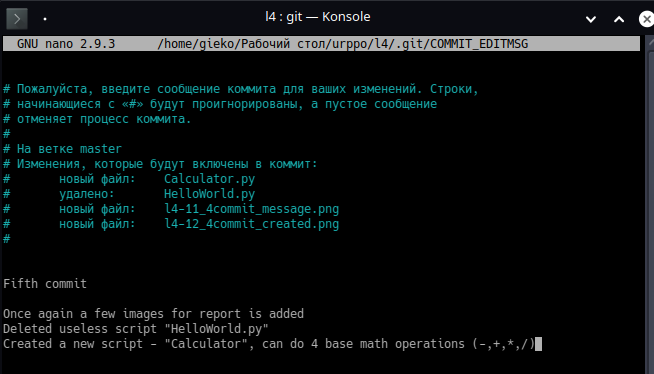 l4 : git — Konsole
GNU nano 2.9.3 /home/gieko/Рабочий стол/urppo/l4/.git/COMMIT_EDITMSG
# Пожалуйста, введите сообщение коммита для ваших изменений. Строки,
# начинающиеся с «#» будут проигнорированы, а пустое сообщение
# отменяет процесс коммита.
#
# На ветке master
# Изменения, которые будут включены в коммит:
# новый файл: Calculator.py
# удалено: HelloWorld.py
# новый файл: l4-11_4commit_message.png
# новый файл: l4-12_4commit_created.png
#
Fifth commit
Once again a few images for report is added
Deleted useless script "HelloWorld.py"
Created a new script - "Calculator", can do 4 base math operations (-,+,*,/)